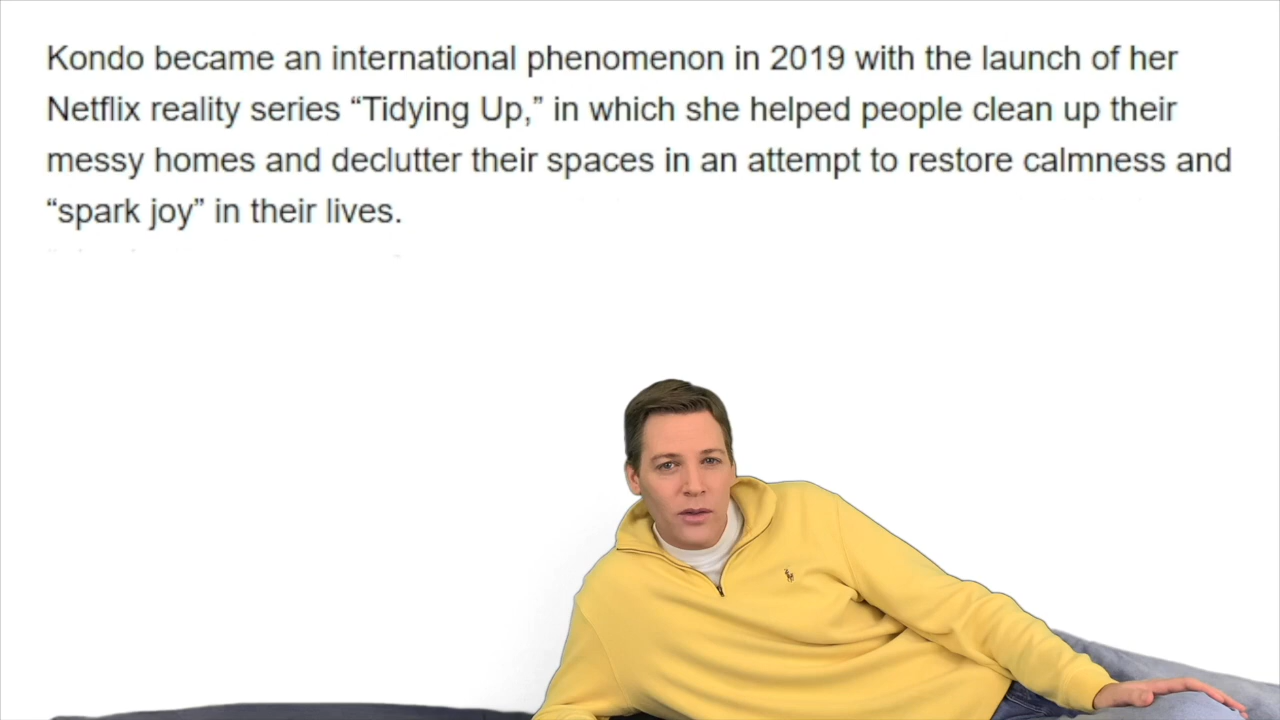 Kondo became an international phenomenon in 2019 with the launch of her
Netflix reality series “Tidying Up,” in which she helped people clean up their
messy homes and declutter their spaces in an attempt to restore calmness and
“spark joy” in their lives.